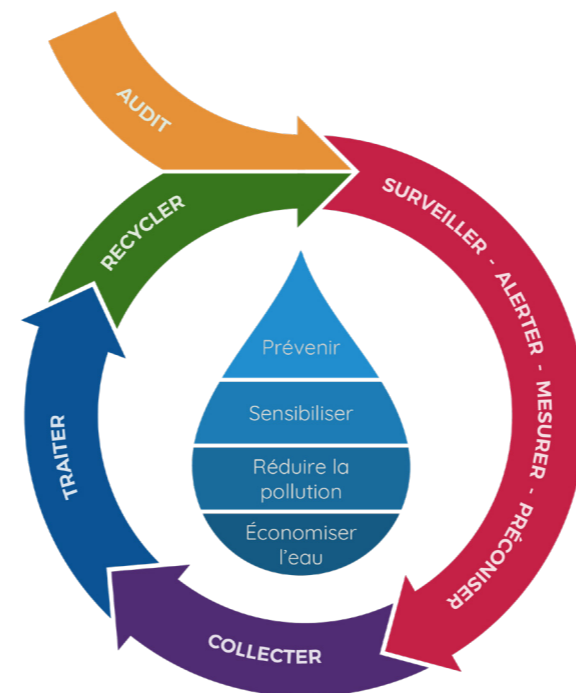 AUDIT
SURVEILLER - ALERTER - MESURER - PRÉCONISER
COLLECTER
TRAITER
RECYCLER
Prévenir
Sensibiliser
Réduire la
pollution
Économiser
l'eau